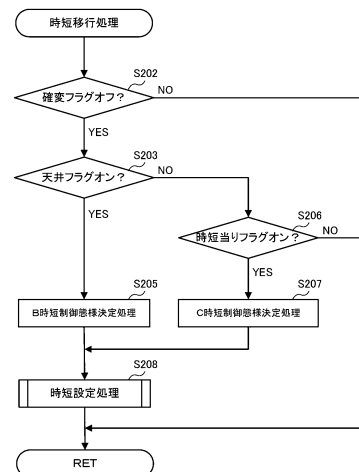 時短移行処理
S202
確変フラグオフ？
NO
YES
S203
天井フラグオン？
NO
YES
S206
時短当りフラグオン？
NO
YES
S205
B時短制御態様決定処理
S207
C時短制御態様決定処理
S208
時短設定処理
RET